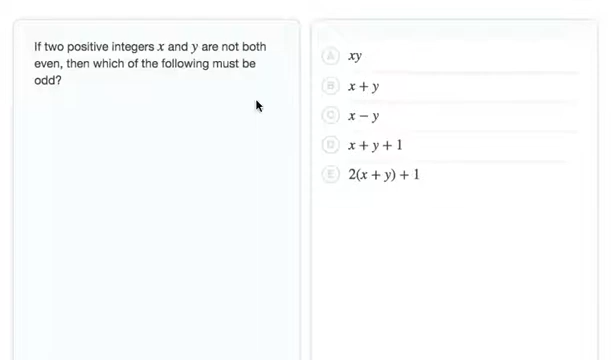 If two positive integers x and y are not both
even, then which of the following must be
odd?
A xy
B x + y
C x − y
D x + y + 1
E 2(x + y) + 1